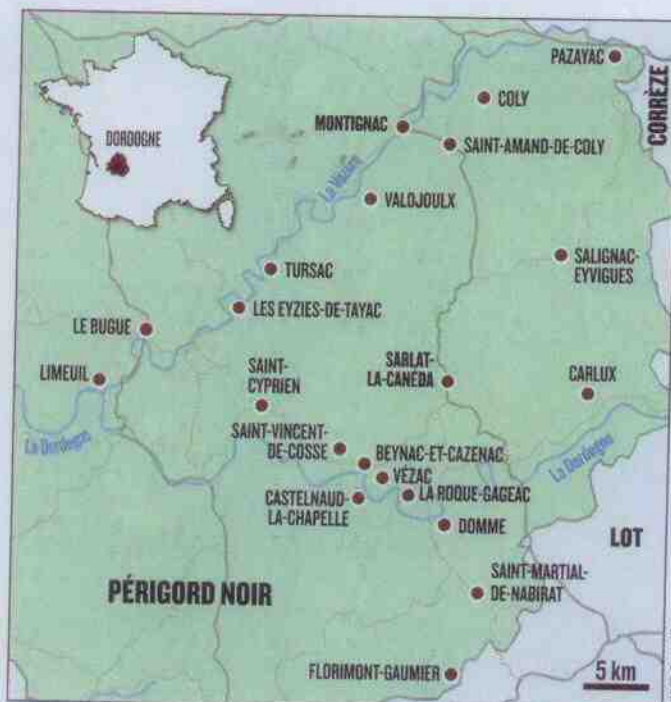 PAZAYAC
CORRÈZE
COLY
DORDOGNE
MONTIGNAC
SAINT-AMAND-DE-COLY
La Vézère
VALOJOULX
SALIGNAC-
EYVIGUES
TURSAC
LES EYZIES-DE-TAYAC
LE BUGUE
LIMEUIL
SAINT-
CYPRIEN
SARLAT-
LA-CANÉDA
CARLUX
SAINT-VINCENT-
DE-COSSE
La Dordogne
BEYNAC-ET-CAZENAC
La Dordogne
VÉZAC
CASTELNAUD-
LA-CHAPELLE
LA ROQUE-GAGEAC
DOMME
LOT
PÉRIGORD NOIR
SAINT-MARTIAL-
DE-NABIRAT
FLORIMONT-GAUMIER
5 km